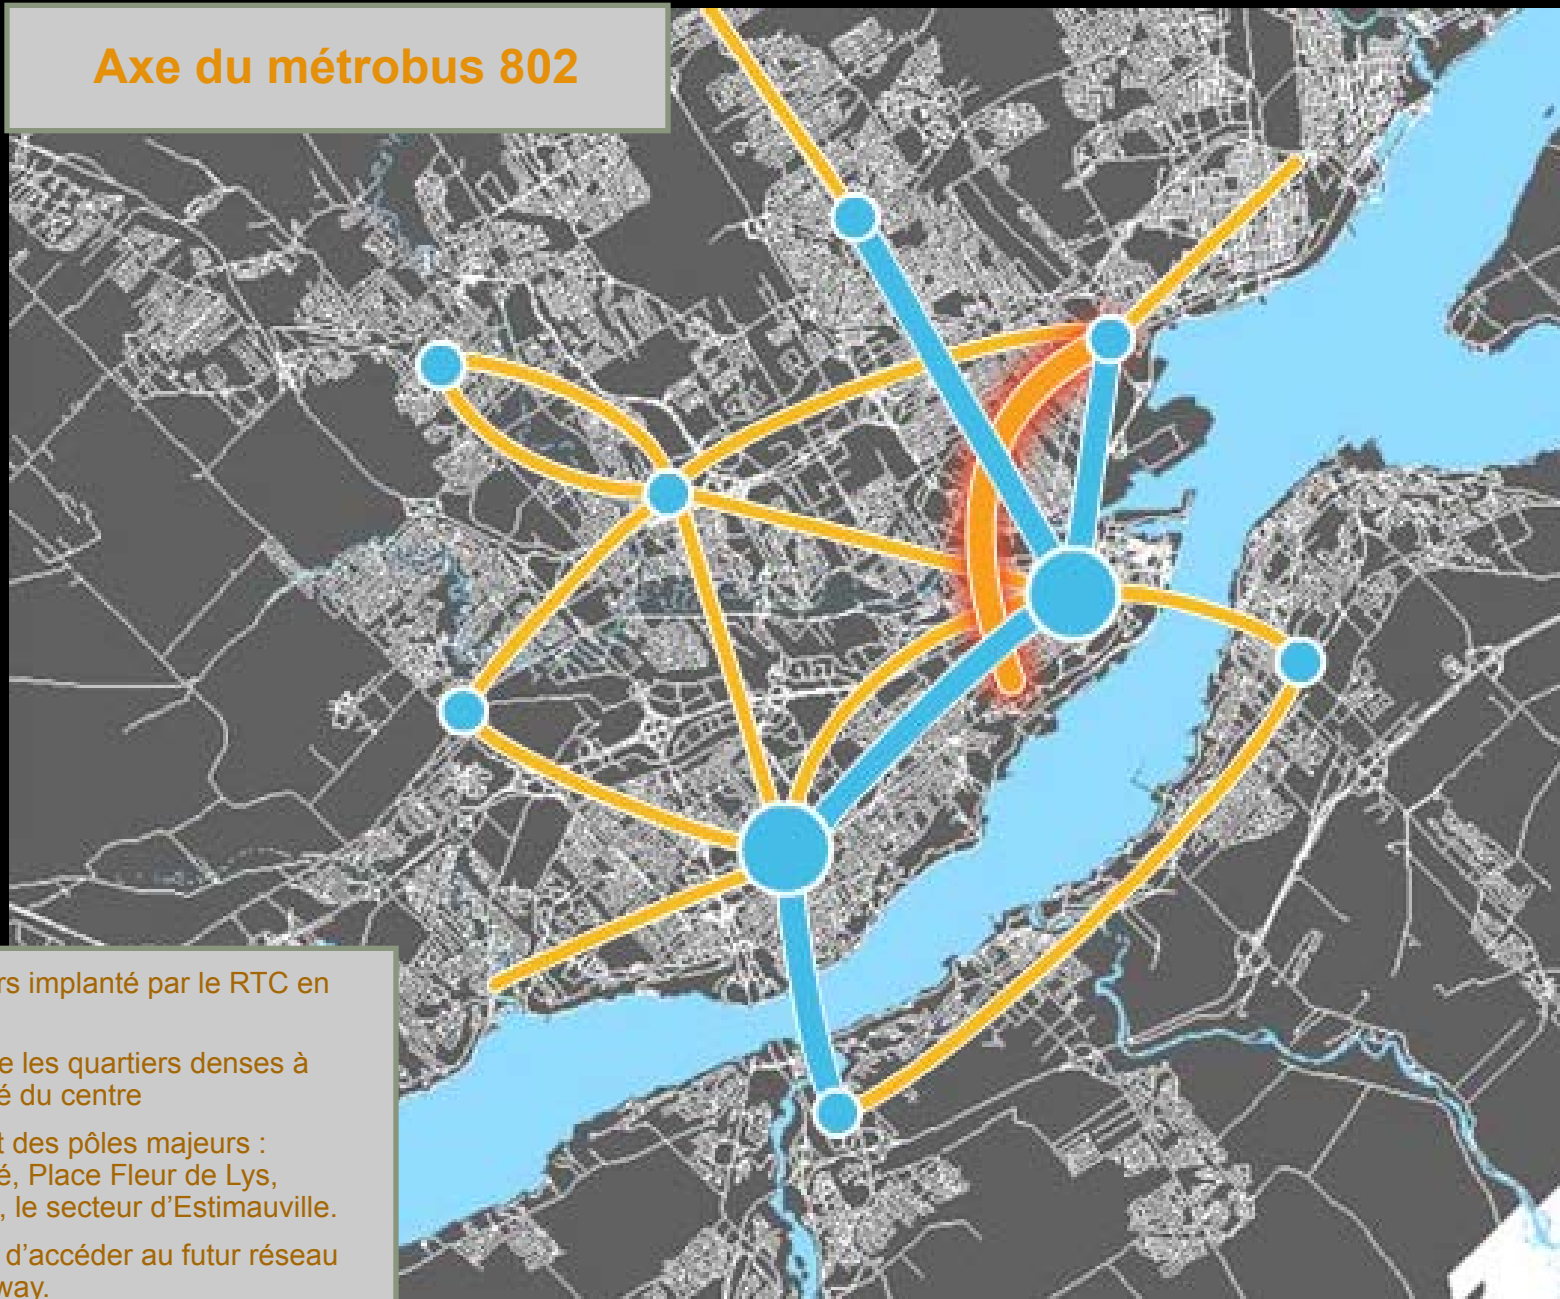 Axe du métrobus 802
rs implanté par le RTC en
e les quartiers denses à
é du centre
t des pôles majeurs :
é, Place Fleur de Lys,
, le secteur d’Estimauville.
d’accéder au futur réseau
way.